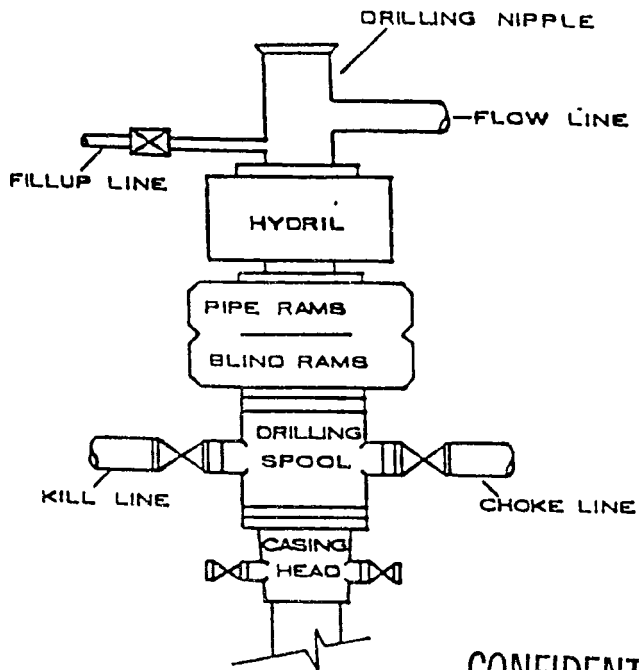 DRILLING NIPPLE
FLOW LINE
FILLUP LINE
HYDRIL
PIPE RAMS
BLIND RAMS
DRILLING
SPOOL
KILL LINE
CHOKE LINE
CASING
HEAD